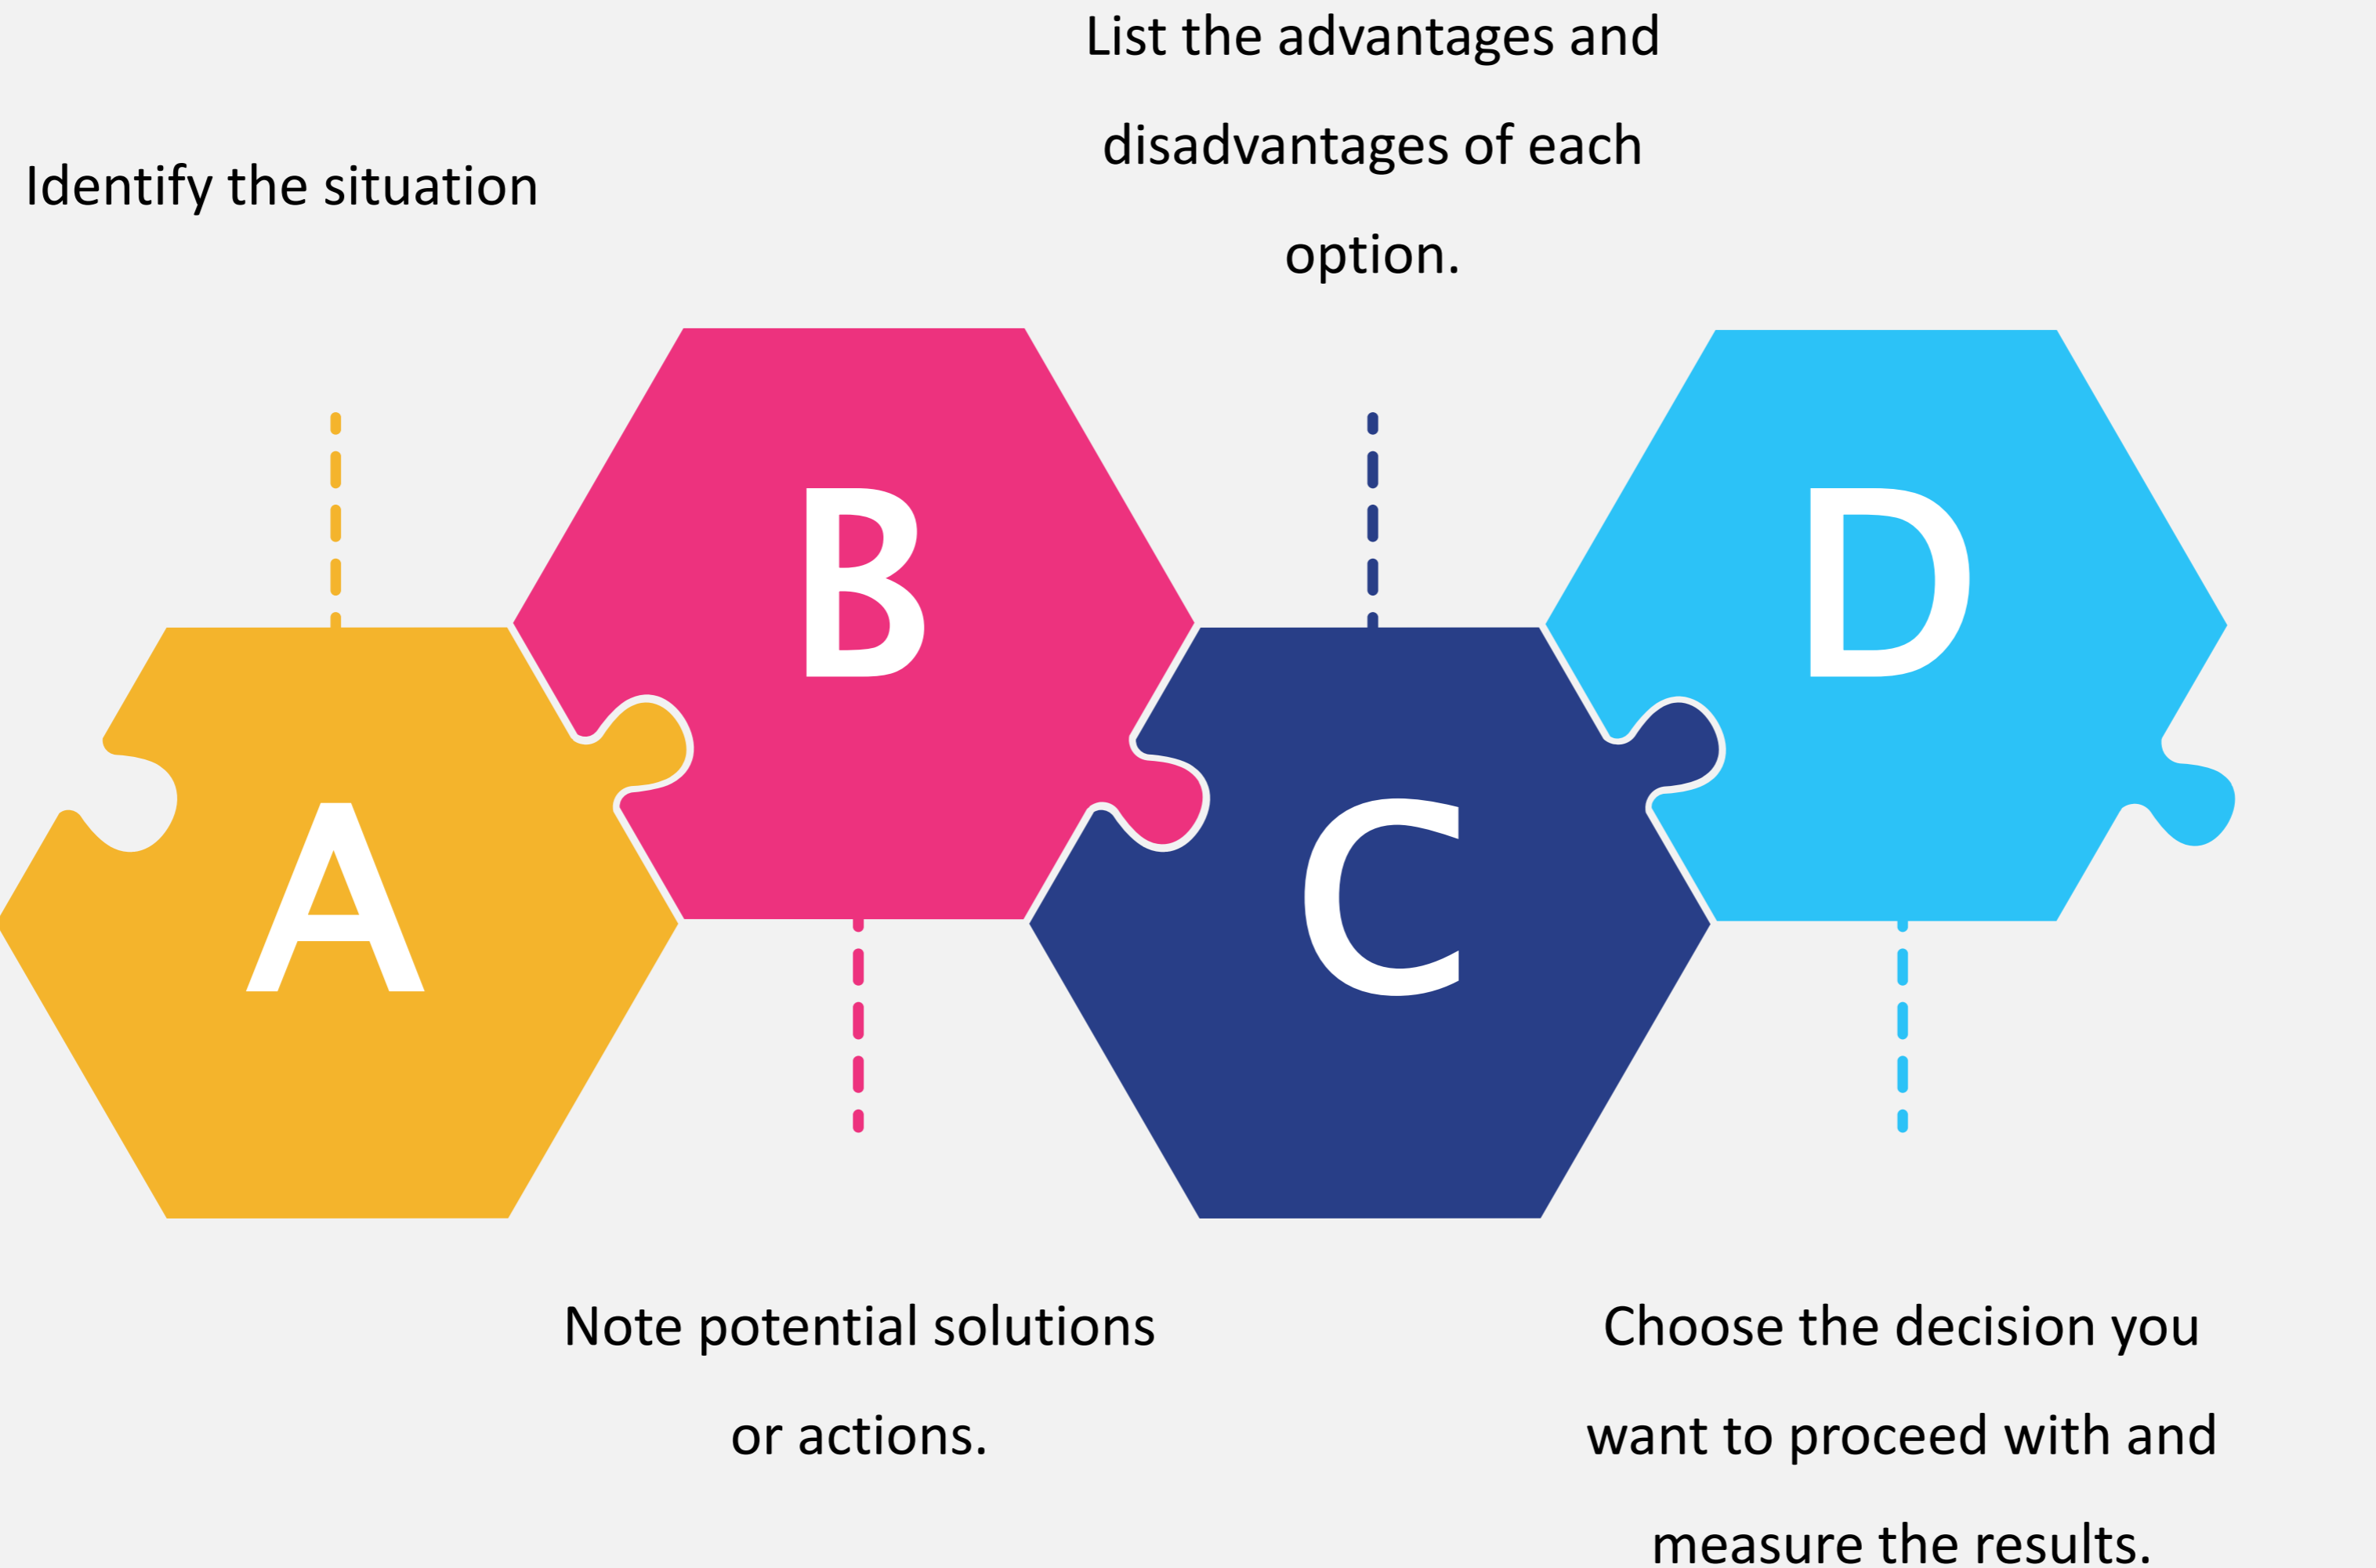 Identify the situation
A
B
Note potential solutions
or actions.
List the advantages and
disadvantages of each
option.
C
D
Choose the decision you
want to proceed with and
measure the results.